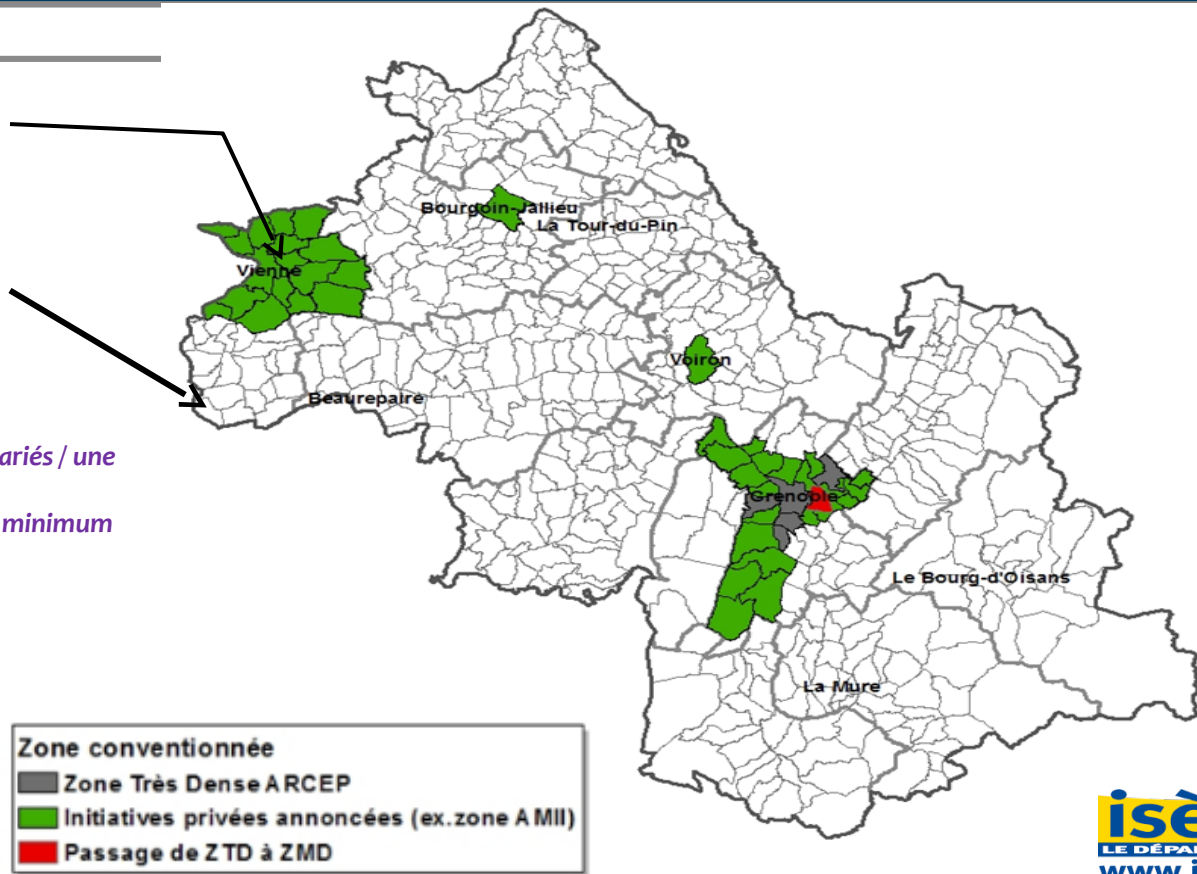 Bourgoin-Jallieu
La Tour-du-Pin
Vienne
Voiron
Beaurepaire
ariés / une
minimum
Grenoble
Le Bourg-d'Oisans
La Mure
Zone conventionnée
Zone Très Dense ARCEP
Initiatives privées annoncées (ex.zone AMII)
Passage de ZTD à ZMD
isè
LE DÉPA
www.i